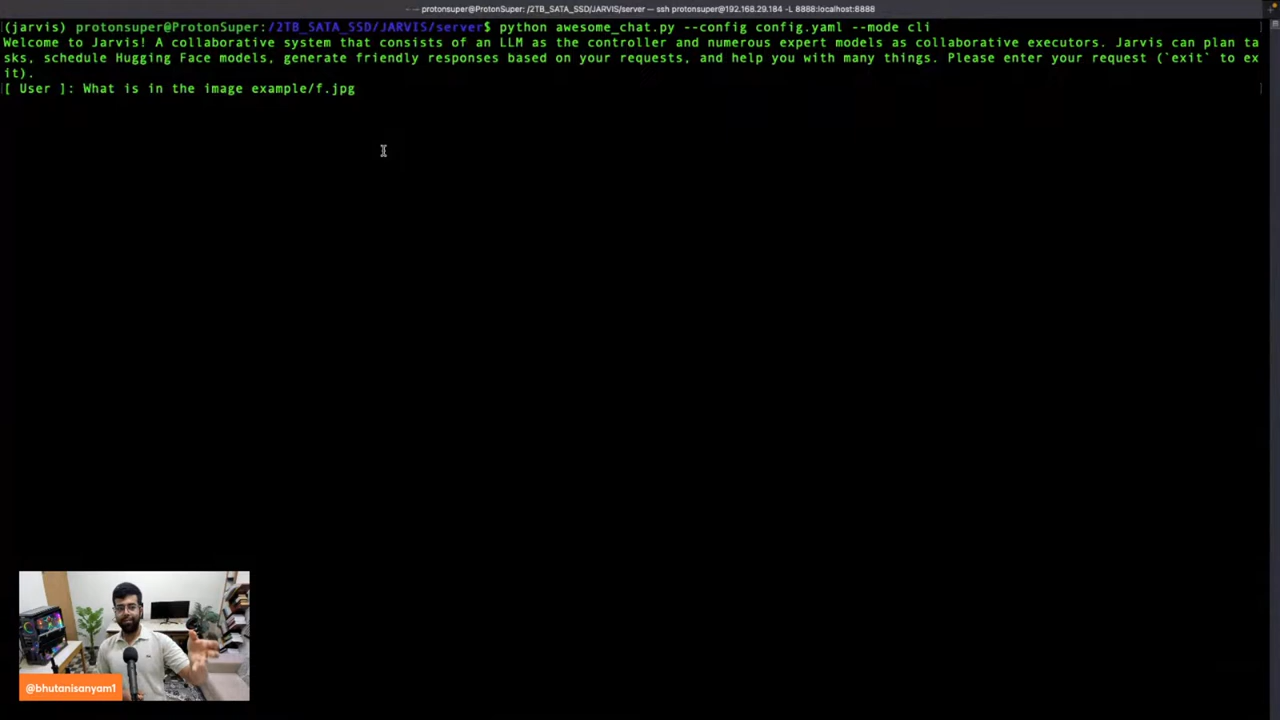 protonsuper@ProtonSuper: /2TB_SATA_SSD/JARVIS/server — ssh protonsuper@192.168.29.184 -L 8888:localhost:8888
(jarvis) protonsuper@ProtonSuper:/2TB_SATA_SSD/JARVIS/server$ python awesome_chat.py --config config.yaml --mode cli
Welcome to Jarvis! A collaborative system that consists of an LLM as the controller and numerous expert models as collaborative executors. Jarvis can plan ta
sks, schedule Hugging Face models, generate friendly responses based on your requests, and help you with many things. Please enter your request (`exit` to ex
it).
[ User ]: What is in the image example/f.jpg
@bhutanisanyam1